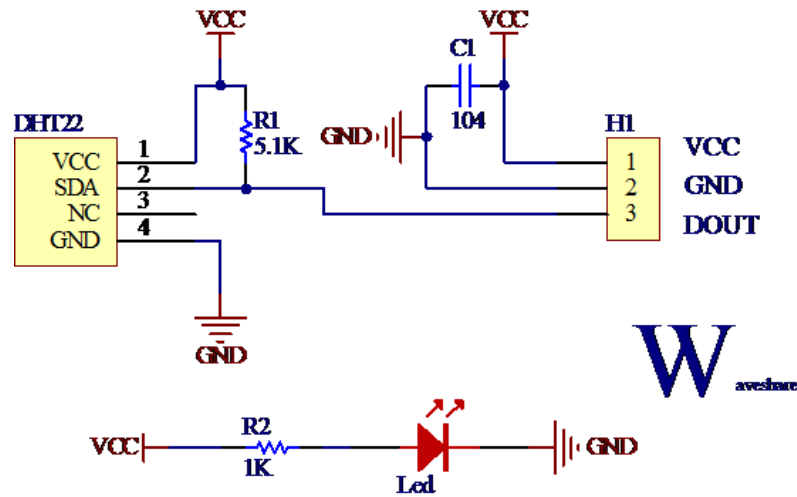 VCC
VCC
C1
104
GND
DHT22
R1
5.1K
H1
VCC 1
SDA 2
NC 3
GND 4
1 VCC
2 GND
3 DOUT
GND
Waveshare
VCC
R2
1K
Led
GND